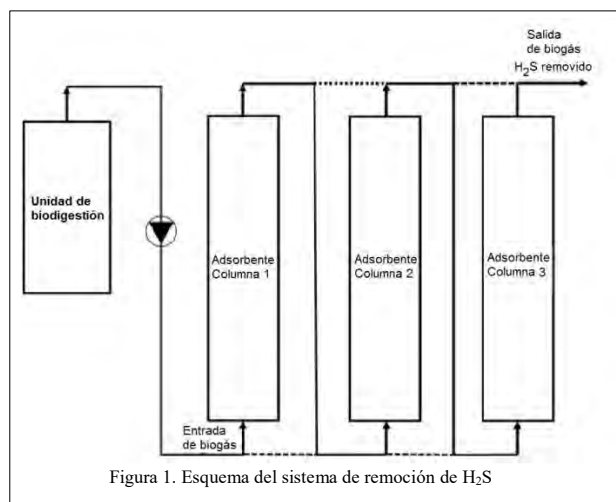 Salida
de biogás
H₂S removido
Unidad de
biodigestión
Adsorbente
Columna 1
Adsorbente
Columna 2
Adsorbente
Columna 3
Entrada
de biogás
Figura 1. Esquema del sistema de remoción de H₂S